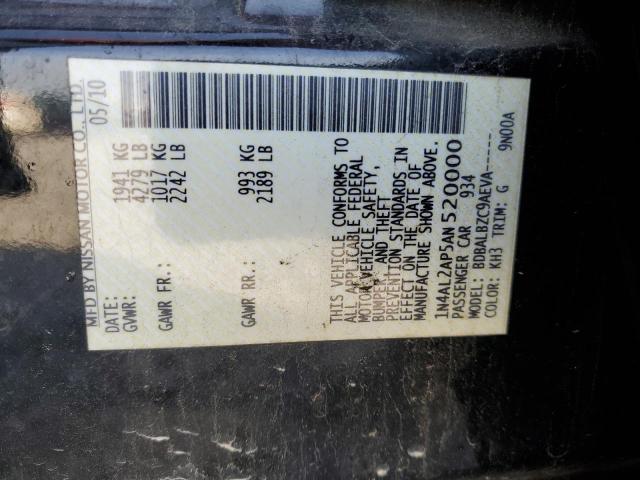 MFD BY NISSAN MOTOR CO., LTD.
DATE: 05/10
GVWR: 1941 KG
4279 LB
GAWR FR.: 1017 KG
2242 LB
GAWR RR.: 993 KG
2189 LB
THIS VEHICLE CONFORMS TO
ALL APPLICABLE FEDERAL
MOTOR VEHICLE SAFETY,
BUMPER, AND THEFT
PREVENTION STANDARDS IN
EFFECT ON THE DATE OF
MANUFACTURE SHOWN ABOVE.
1N4AL2AP5AN520000
PASSENGER CAR 934
MODEL: BDBALBZC9AEVA-----
COLOR: KH3 TRIM: G 9N00A